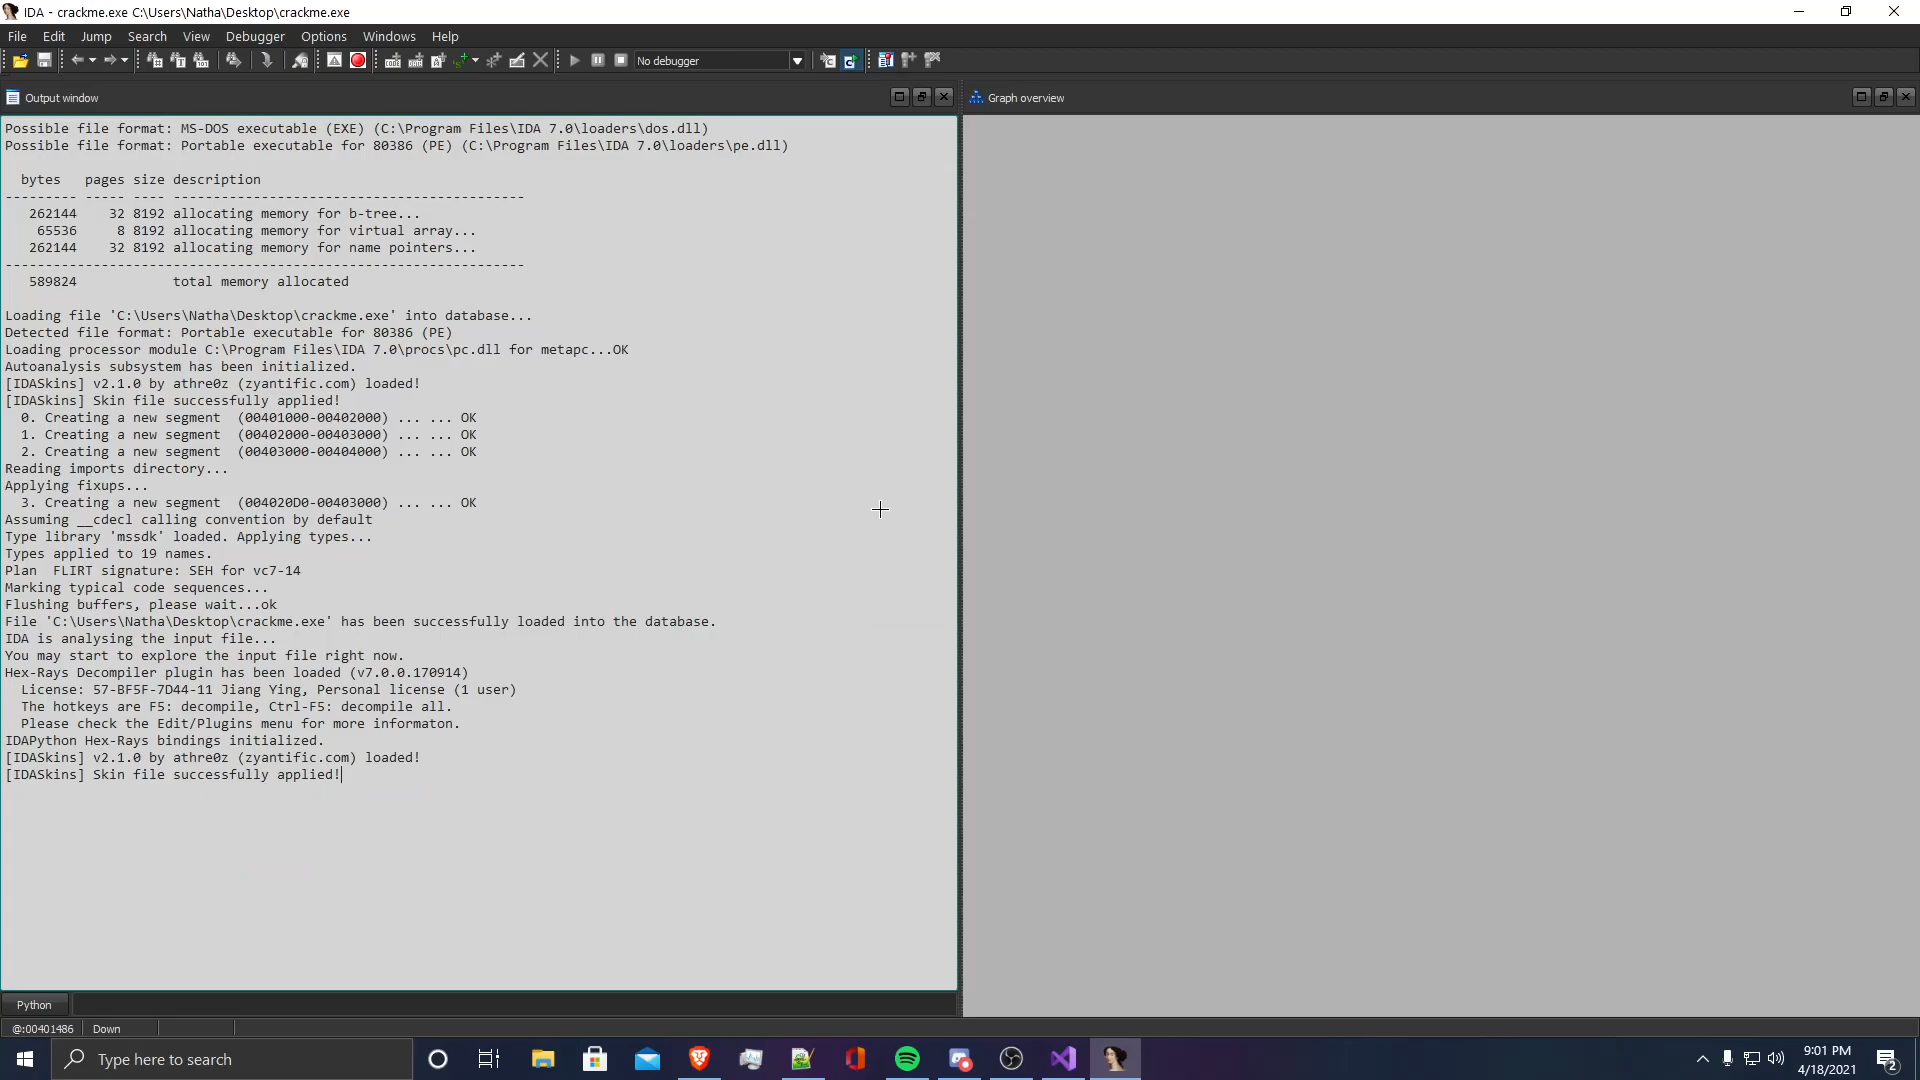 IDA - crackme.exe C:\Users\Natha\Desktop\crackme.exe
File Edit Jump Search View Debugger Options Windows Help
No debugger
Output window
Graph overview
Possible file format: MS-DOS executable (EXE) (C:\Program Files\IDA 7.0\loaders\dos.dll)
Possible file format: Portable executable for 80386 (PE) (C:\Program Files\IDA 7.0\loaders\pe.dll)
bytes pages size description
--------- ----- ---- --------------------------------------------
262144 32 8192 allocating memory for b-tree...
65536 8 8192 allocating memory for virtual array...
262144 32 8192 allocating memory for name pointers...
-----------------------------------------------------------------
589824 total memory allocated
Loading file 'C:\Users\Natha\Desktop\crackme.exe' into database...
Detected file format: Portable executable for 80386 (PE)
Loading processor module C:\Program Files\IDA 7.0\procs\pc.dll for metapc...OK
Autoanalysis subsystem has been initialized.
[IDASkins] v2.1.0 by athre0z (zyantific.com) loaded!
[IDASkins] Skin file successfully applied!
0. Creating a new segment (00401000-00402000) ... ... OK
1. Creating a new segment (00402000-00403000) ... ... OK
2. Creating a new segment (00403000-00404000) ... ... OK
Reading imports directory...
Applying fixups...
3. Creating a new segment (004020D0-00403000) ... ... OK
Assuming __cdecl calling convention by default
Type library 'mssdk' loaded. Applying types...
Types applied to 19 names.
Plan FLIRT signature: SEH for vc7-14
Marking typical code sequences...
Flushing buffers, please wait...ok
File 'C:\Users\Natha\Desktop\crackme.exe' has been successfully loaded into the database.
IDA is analysing the input file...
You may start to explore the input file right now.
Hex-Rays Decompiler plugin has been loaded (v7.0.0.170914)
License: 57-BF5F-7D44-11 Jiang Ying, Personal license (1 user)
The hotkeys are F5: decompile, Ctrl-F5: decompile all.
Please check the Edit/Plugins menu for more informaton.
IDAPython Hex-Rays bindings initialized.
[IDASkins] v2.1.0 by athre0z (zyantific.com) loaded!
[IDASkins] Skin file successfully applied!
Python
@:00401486 Down
Type here to search
9:01 PM
4/18/2021
2